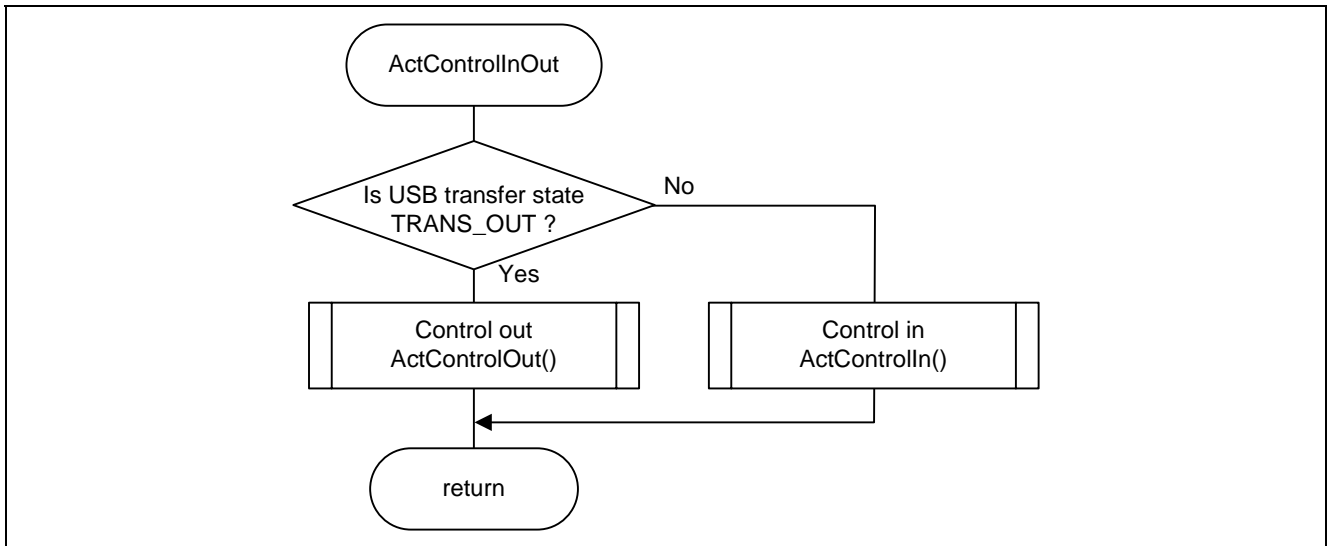 ActControlInOut
Is USB transfer state
TRANS_OUT ?
No
Yes
Control out
ActControlOut()
Control in
ActControlIn()
return